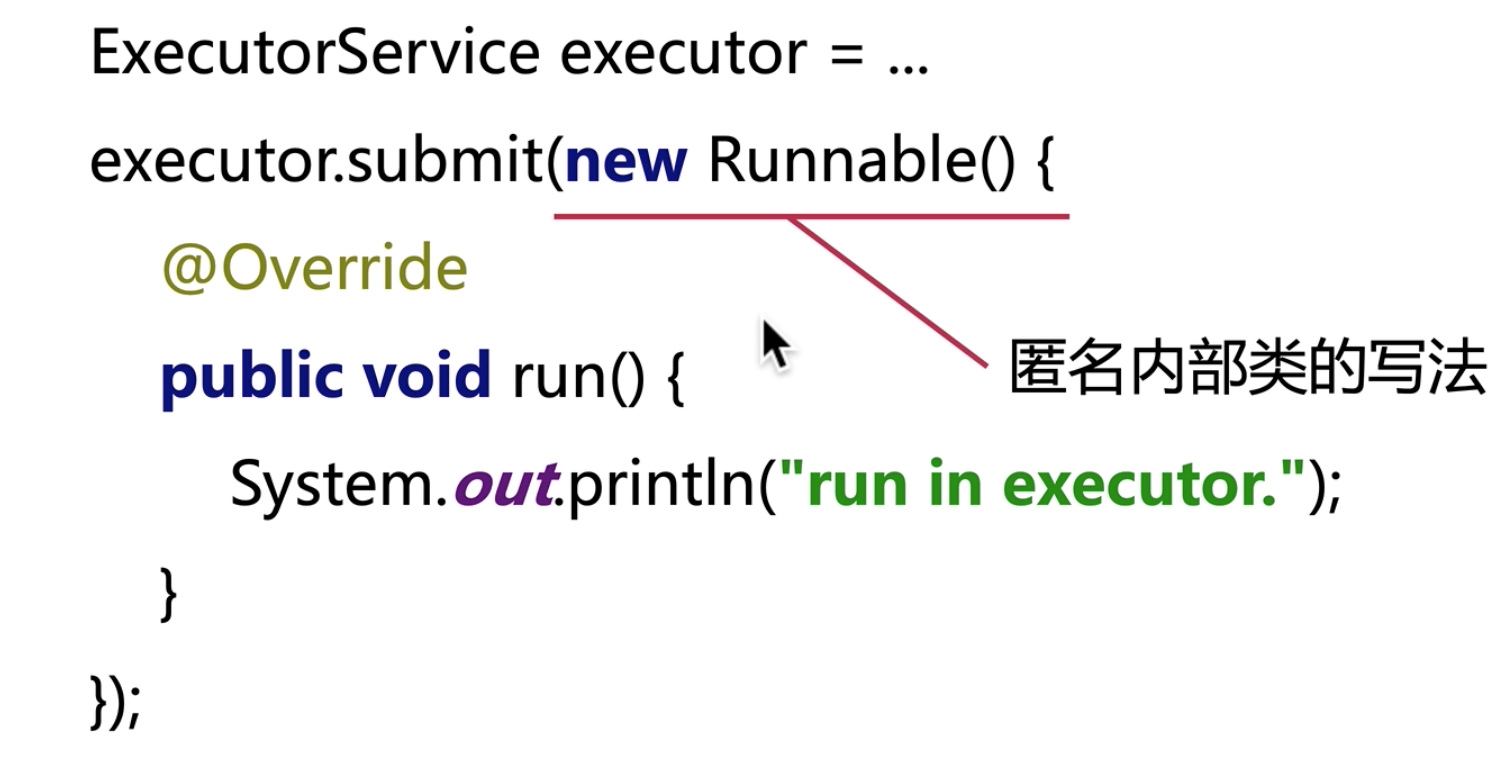 ExecutorService executor = ...
executor.submit(new Runnable() {
@Override
public void run() {
匿名内部类的写法
System.out.println("run in executor.");
}
});